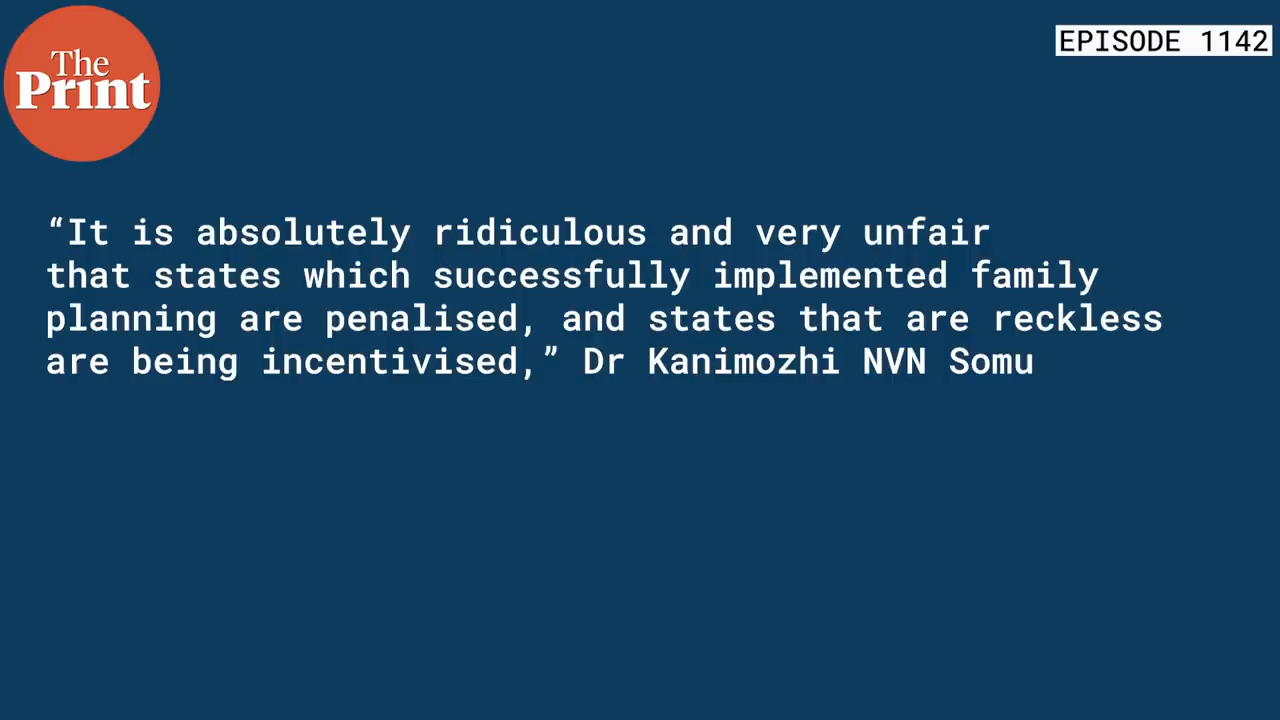 The
Print
EPISODE 1142
“It is absolutely ridiculous and very unfair
that states which successfully implemented family
planning are penalised, and states that are reckless
are being incentivised,” Dr Kanimozhi NVN Somu